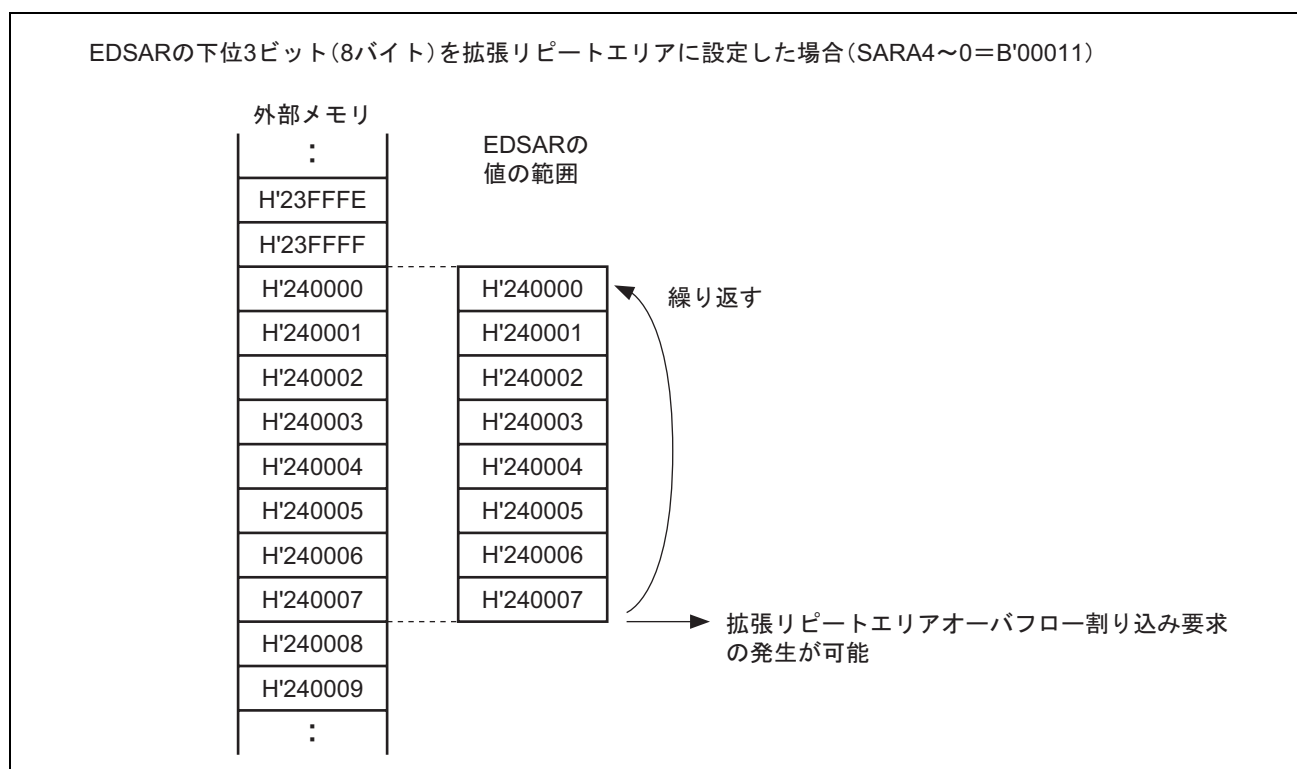 EDSARの下位3ビット(8バイト)を拡張リピートエリアに設定した場合(SARA4～0＝B'00011)
外部メモリ
：
H'23FFFE
H'23FFFF
H'240000
H'240001
H'240002
H'240003
H'240004
H'240005
H'240006
H'240007
H'240008
H'240009
：
EDSARの
値の範囲
H'240000
H'240001
H'240002
H'240003
H'240004
H'240005
H'240006
H'240007
繰り返す
拡張リピートエリアオーバフロー割り込み要求
の発生が可能